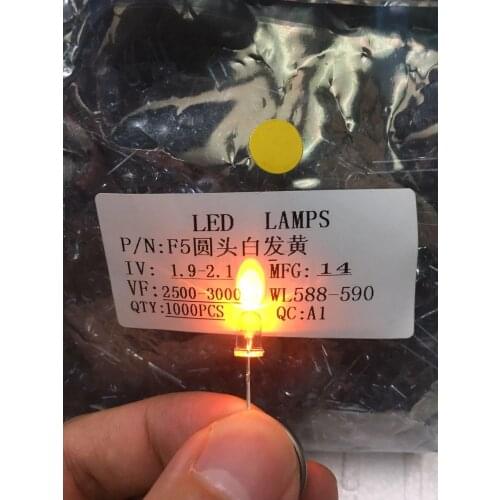 LED LAMPS
P/N:F5圆头白发黄
IV: 1.9-2.1 MFG: 14
VF: 2500-3000 WL588-590
QTY:1000PCS QC:A1